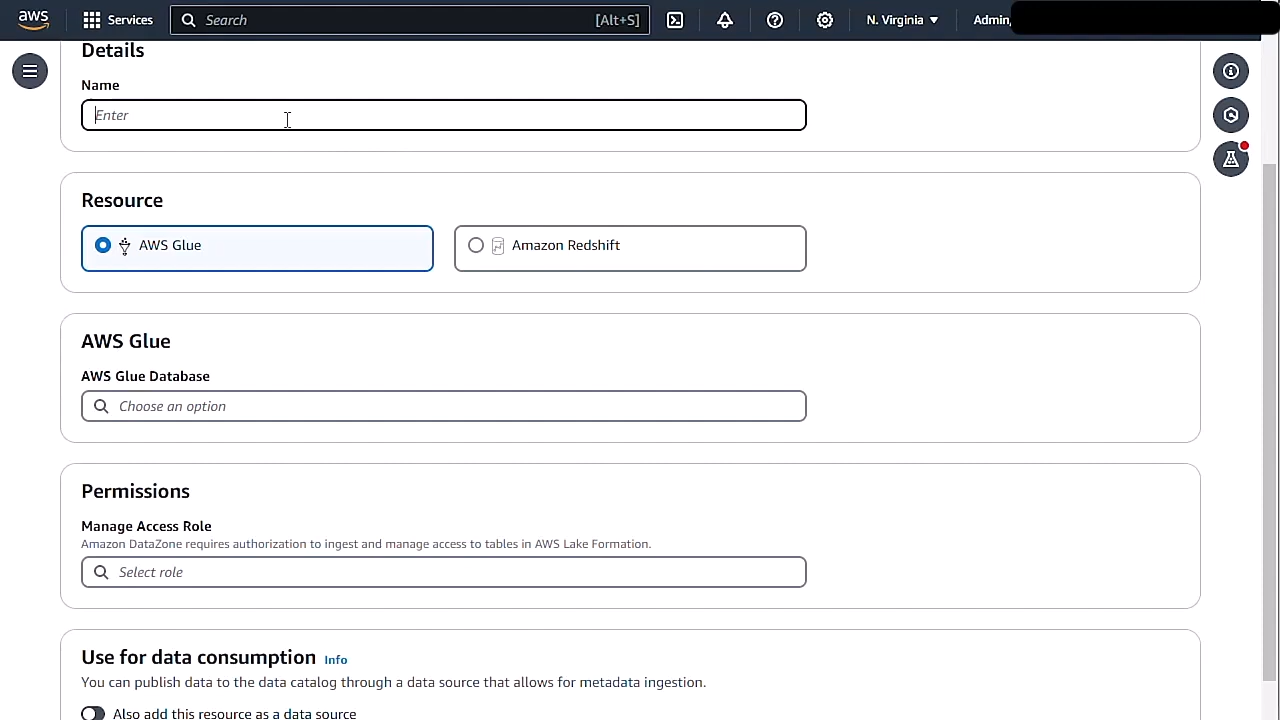 aws
Services
Search
[Alt+S]
N. Virginia
Admin
Details
Name
Enter
Resource
AWS Glue
Amazon Redshift
AWS Glue
AWS Glue Database
Choose an option
Permissions
Manage Access Role
Amazon DataZone requires authorization to ingest and manage access to tables in AWS Lake Formation.
Select role
Use for data consumption Info
You can publish data to the data catalog through a data source that allows for metadata ingestion.
Also add this resource as a data source